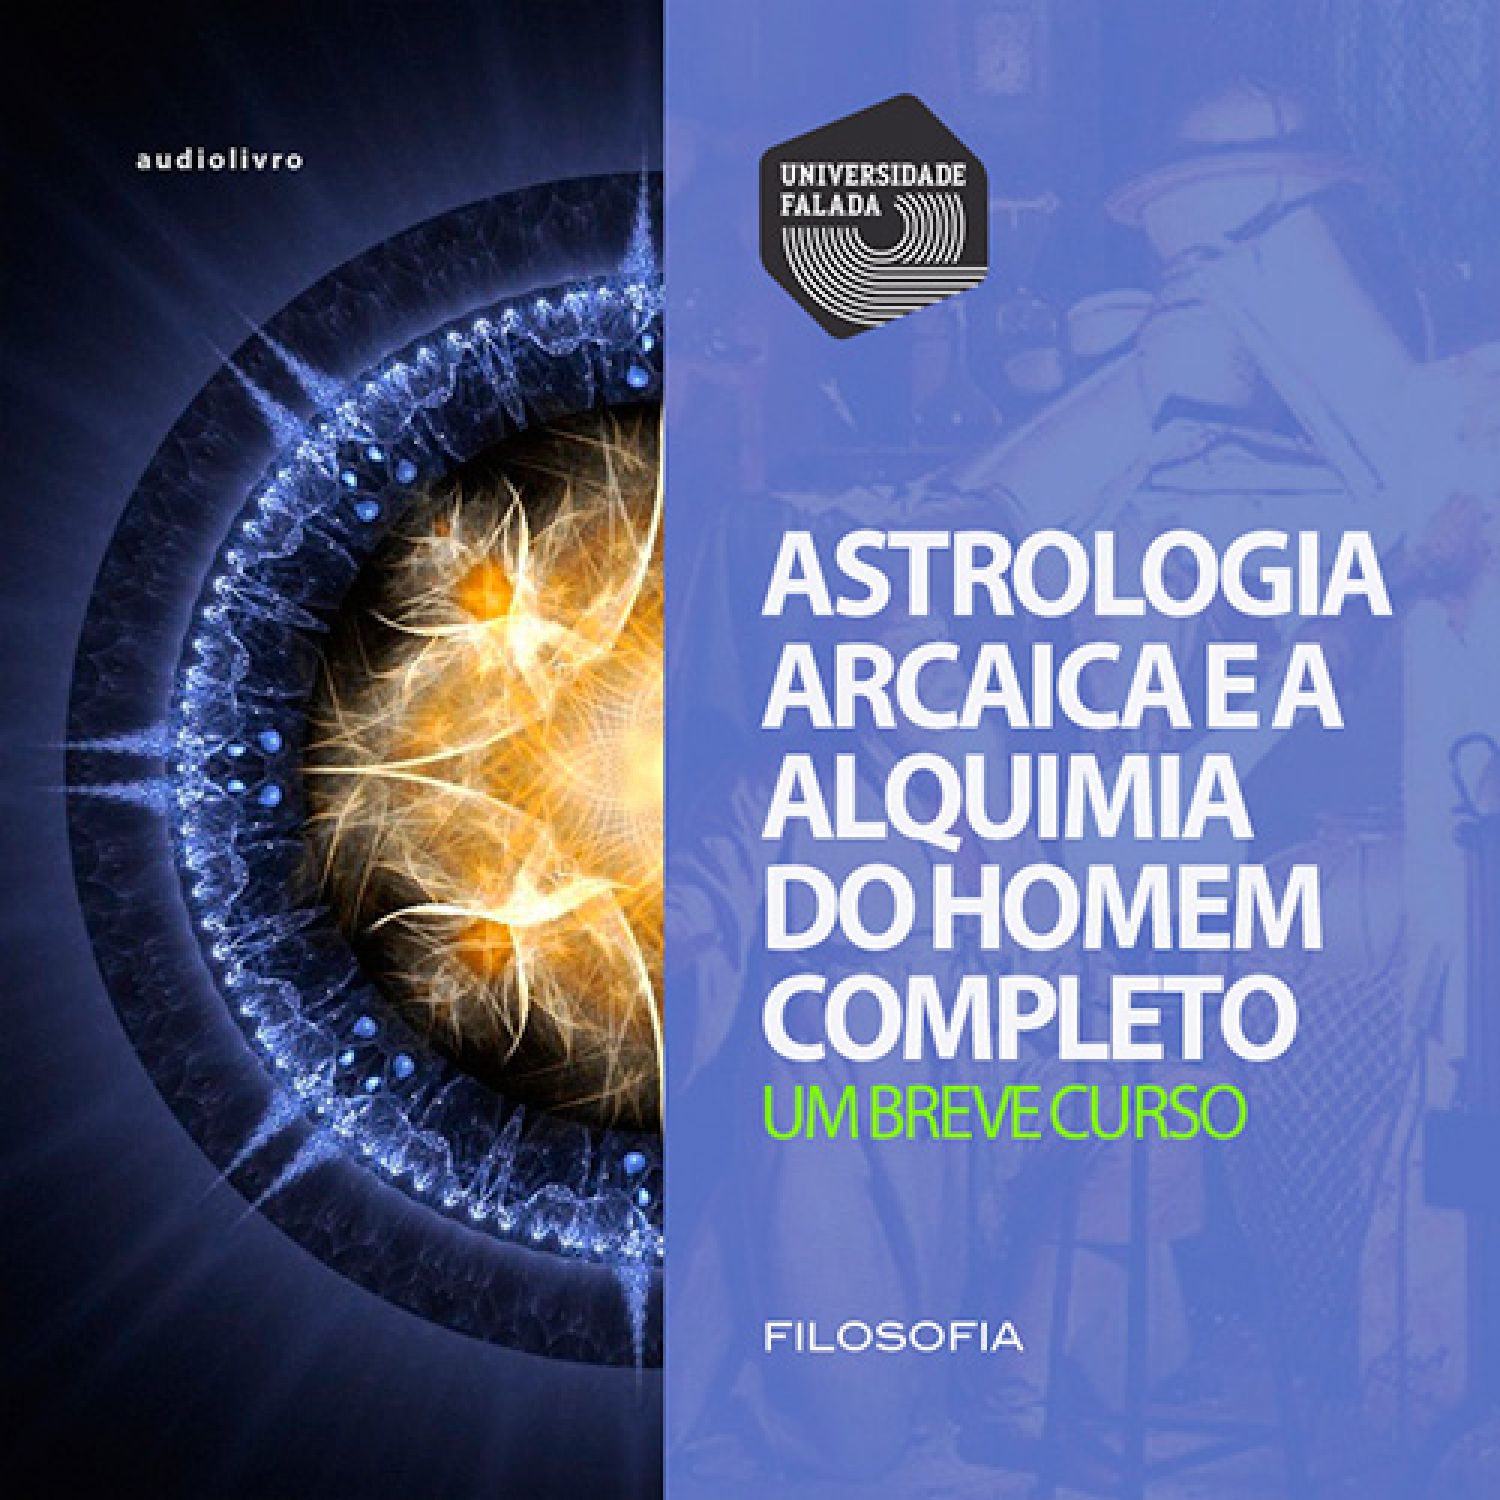 audiolivro
UNIVERSIDADE
FALADA
ASTROLOGIA
ARCAICA E A
ALQUIMIA
DO HOMEM
COMPLETO
UM BREVE CURSO
FILOSOFIA